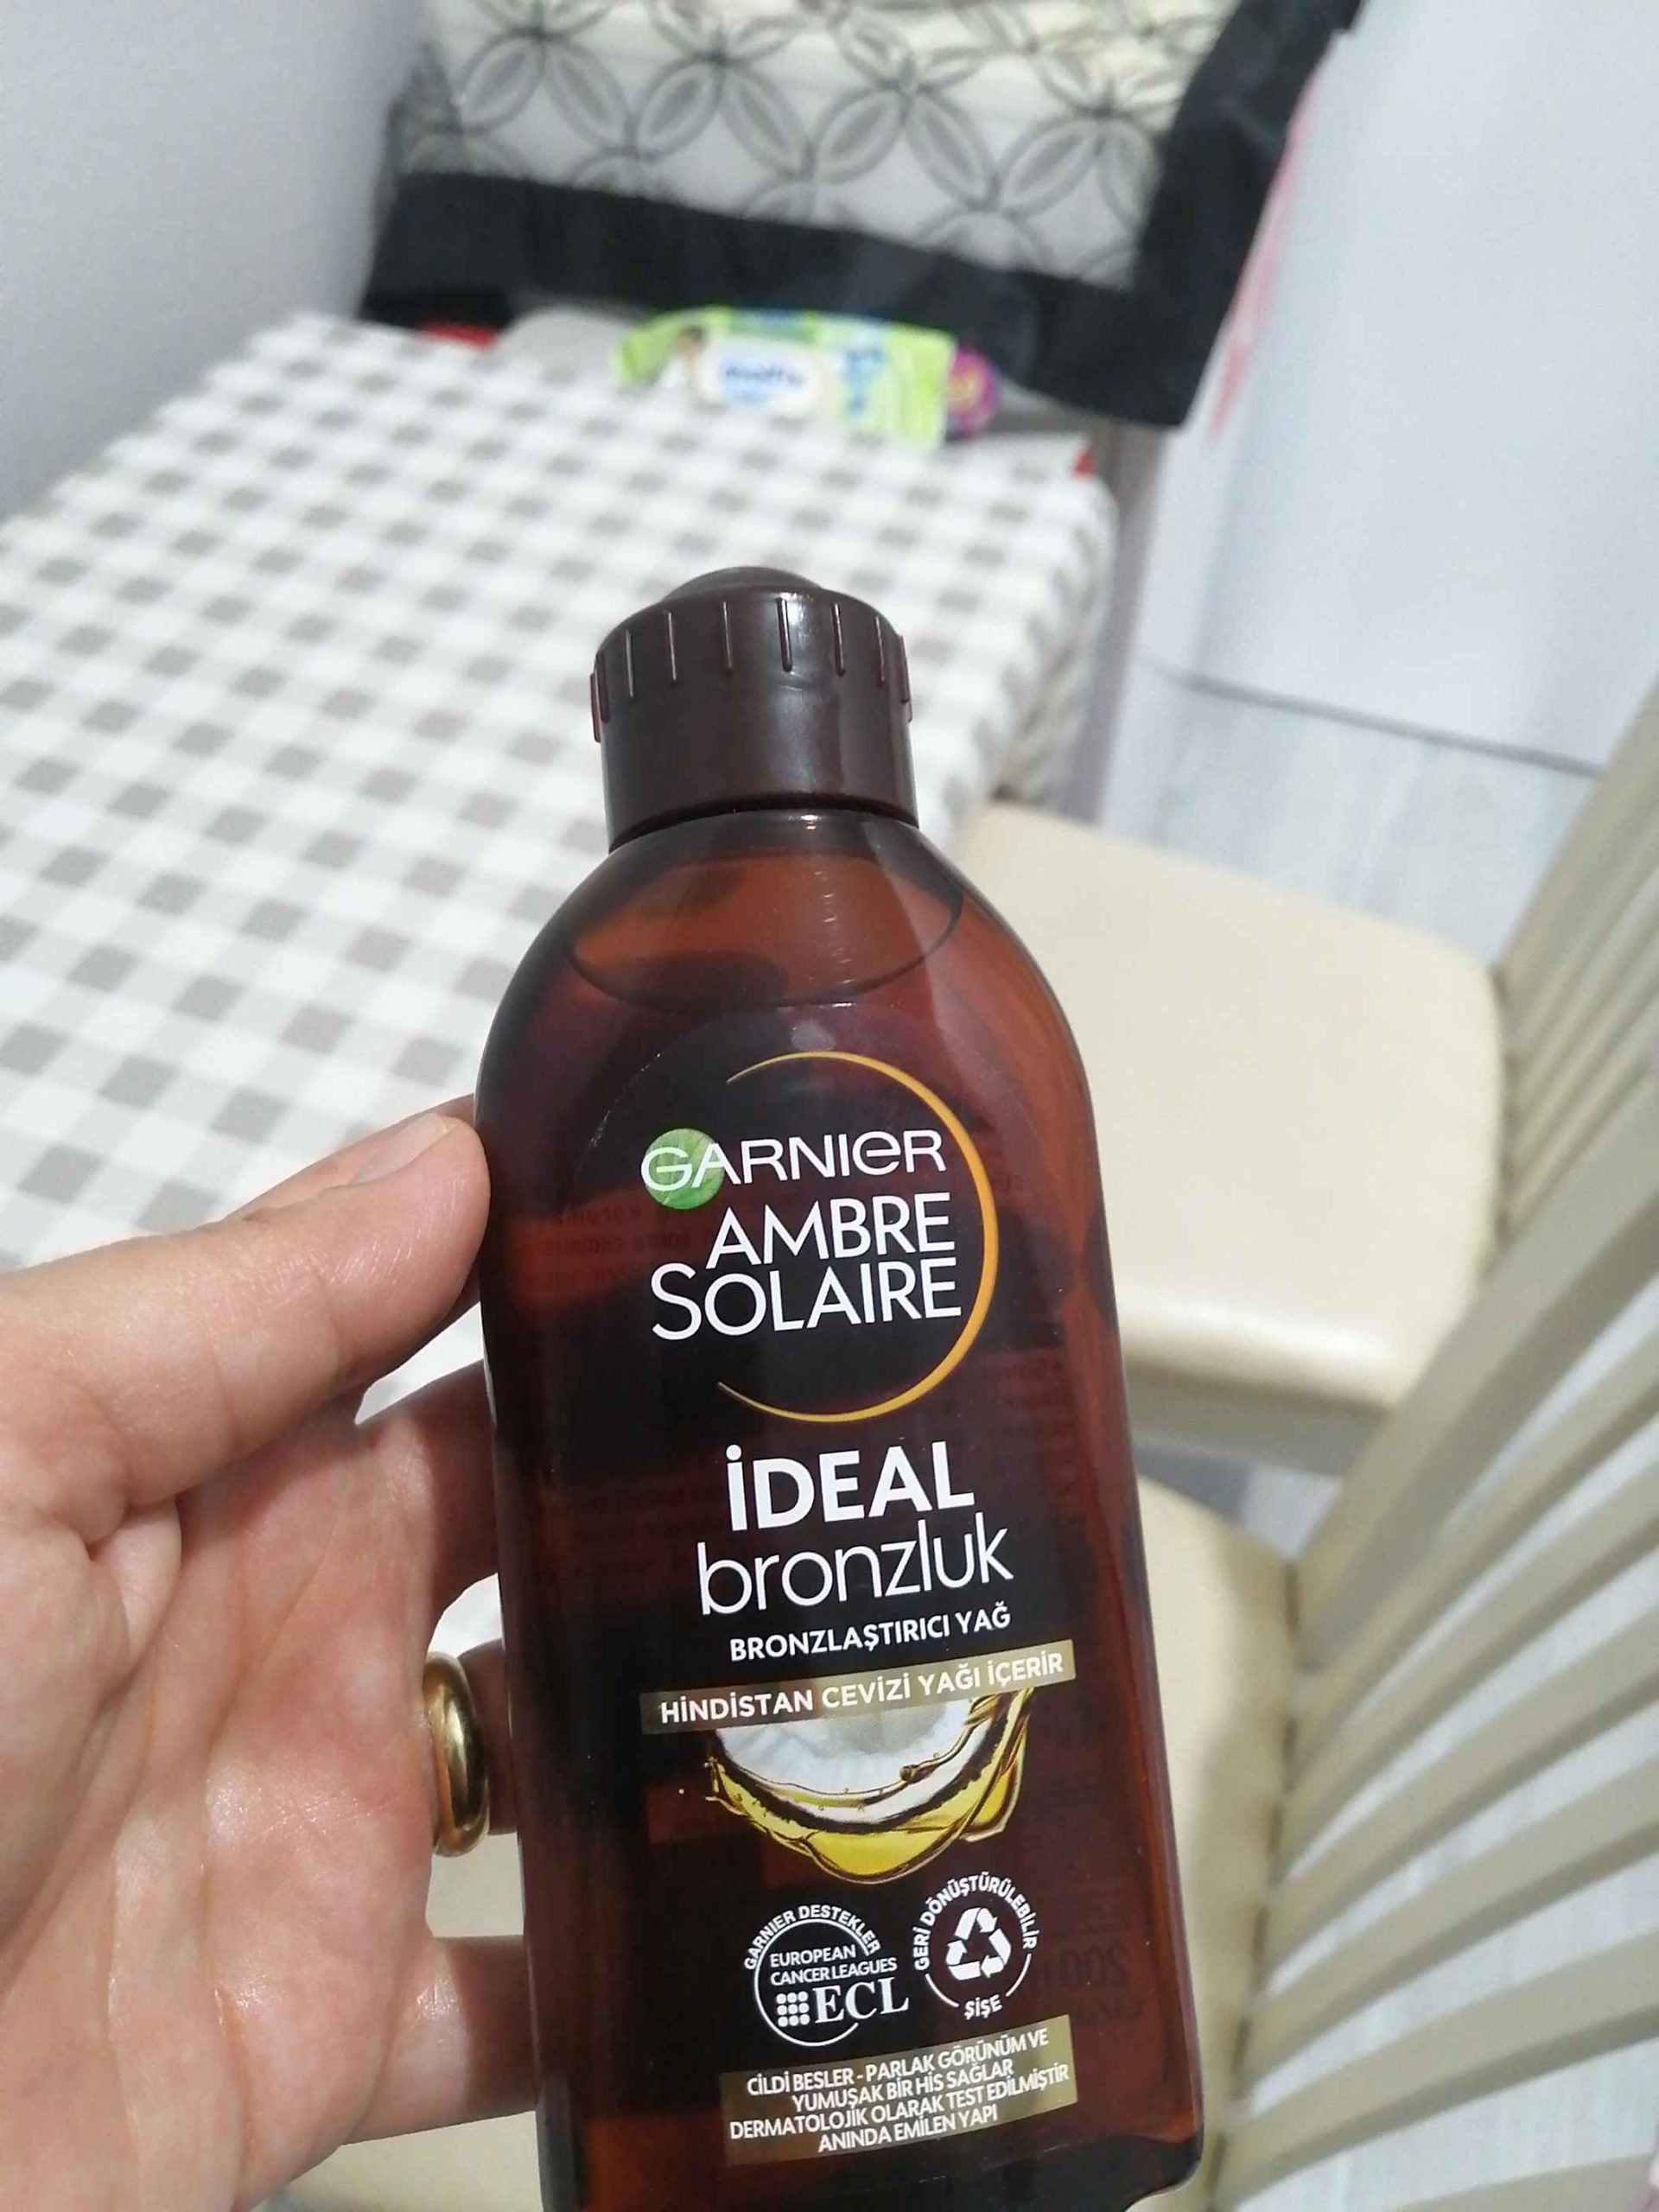 GARNIER
AMBRE
SOLAIRE
İDEAL
bronzluk
BRONZLAŞTIRICI YAĞ
HİNDİSTAN CEVİZİ YAĞI İÇERİR
GARNIER DESTEKLER
EUROPEAN
CANCER LEAGUES
ECL
GERİ DÖNÜŞTÜRÜLEBİLİR
ŞİŞE
CİLDİ BESLER - PARLAK GÖRÜNÜM VE
YUMUŞAK BİR HİS SAĞLAR
DERMATOLOJİK OLARAK TEST EDİLMİŞTİR
ANINDA EMİLEN YAPI